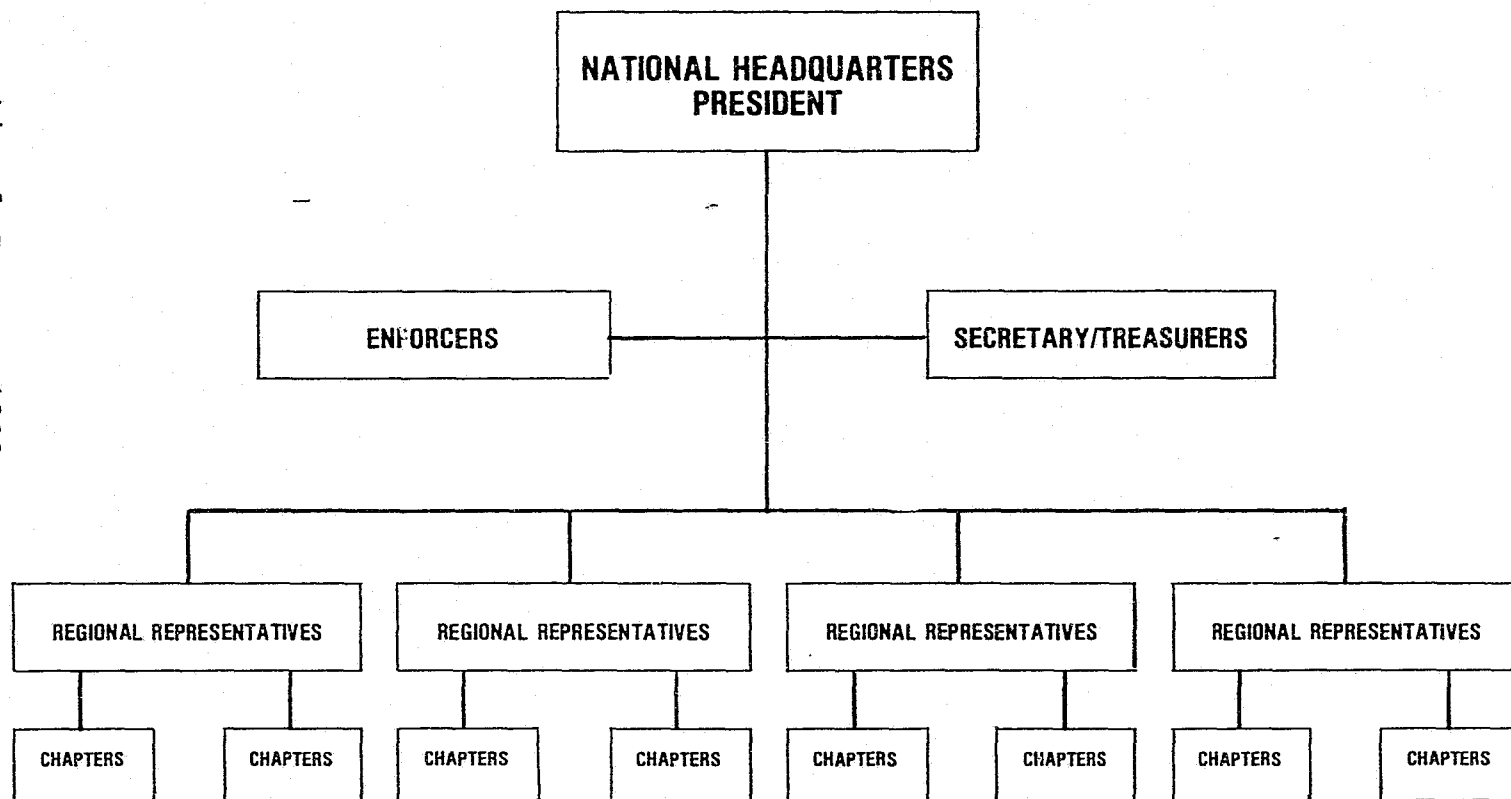 NATIONAL HEADQUARTERS
PRESIDENT
ENFORCERS
SECRETARY/TREASURERS
REGIONAL REPRESENTATIVES
REGIONAL REPRESENTATIVES
REGIONAL REPRESENTATIVES
REGIONAL REPRESENTATIVES
CHAPTERS
CHAPTERS
CHAPTERS
CHAPTERS
CHAPTERS
CHAPTERS
CHAPTERS
CHAPTERS